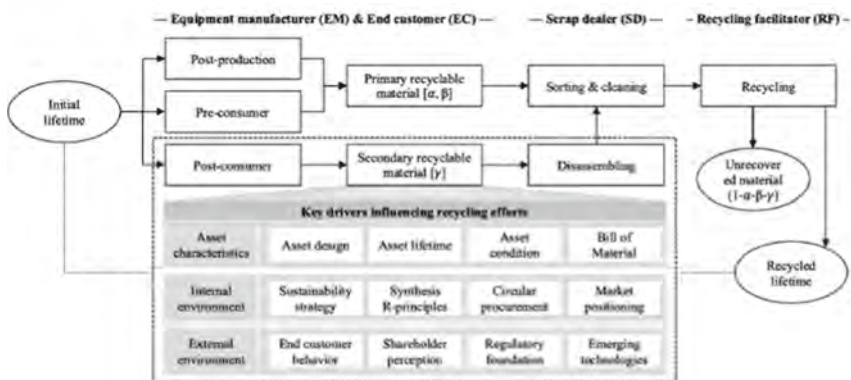 — Equipment manufacturer (EM) & End customer (EC) —
— Scrap dealer (SD) —
— Recycling facilitator (RF) —
Post-production
Primary recyclable
material [α, β]
Sorting & cleaning
Recycling
Initial
lifetime
Pre-consumer
Post-consumer
Secondary recyclable
material [γ]
Disassembling
Unrecover
ed material
(1-α-β-γ)
Key drivers influencing recycling efforts
Asset
characteristics
Asset design
Asset lifetime
Asset
condition
Bill of
Material
Recycled
lifetime
Internal
environment
Sustainability
strategy
Synthesis
R-principles
Circular
procurement
Market
positioning
External
environment
End customer
behavior
Shareholder
perception
Regulatory
foundation
Emerging
technologies